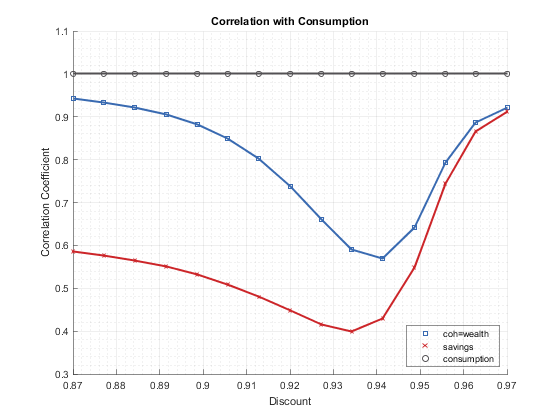 Correlation with Consumption
1.1
1
0.9
0.8
0.7
0.6
0.5
0.4
0.3
Correlation Coefficient
0.87 0.88 0.89 0.9 0.91 0.92 0.93 0.94 0.95 0.96 0.97
Discount
coh=wealth
savings
consumption